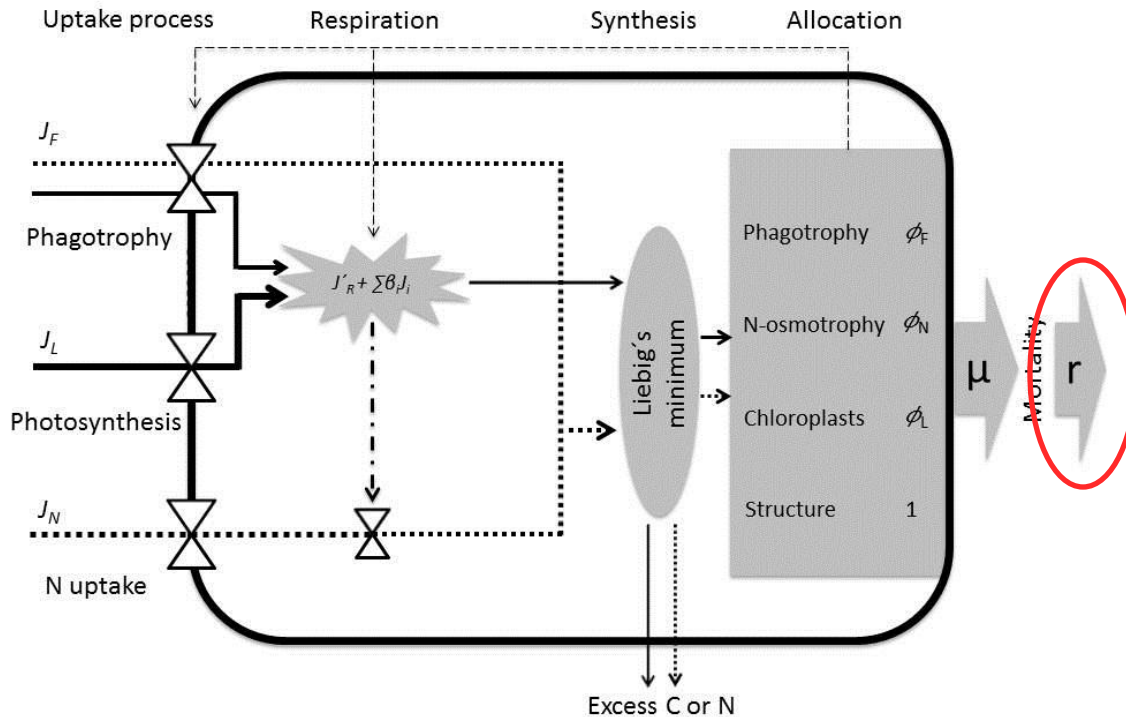 Uptake process
Respiration
Synthesis
Allocation
J_F
Phagotrophy
J_L
Photosynthesis
J_N
N uptake
J´_R + ∑β_iJ_i
Liebig´s
minimum
Phagotrophy ϕ_F
N-osmotrophy ϕ_N
Chloroplasts ϕ_L
Structure 1
µ
Mortality
r
Excess C or N